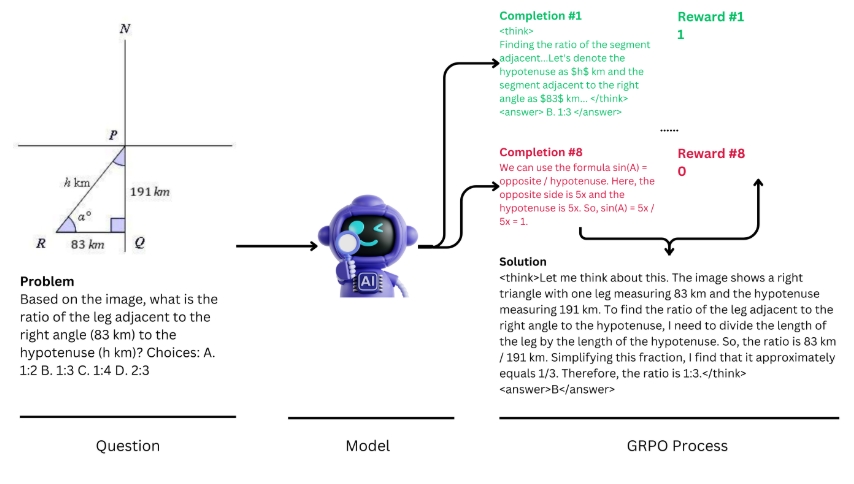 N
P
h km
191 km
α°
R
83 km
Q
Problem
Based on the image, what is the
ratio of the leg adjacent to the
right angle (83 km) to the
hypotenuse (h km)? Choices: A.
1:2 B. 1:3 C. 1:4 D. 2:3
Question
AI
Model
Completion #1
<think>
Finding the ratio of the segment
adjacent...Let's denote the
hypotenuse as $h$ km and the
segment adjacent to the right
angle as $83$ km... </think>
<answer> B. 1:3 </answer>
Reward #1
1
......
Completion #8
We can use the formula sin(A) =
opposite / hypotenuse. Here, the
opposite side is 5x and the
hypotenuse is 5x. So, sin(A) = 5x /
5x = 1.
Reward #8
0
Solution
<think>Let me think about this. The image shows a right
triangle with one leg measuring 83 km and the hypotenuse
measuring 191 km. To find the ratio of the leg adjacent to the
right angle to the hypotenuse, I need to divide the length of
the leg by the length of the hypotenuse. So, the ratio is 83 km
/ 191 km. Simplifying this fraction, I find that it approximately
equals 1/3. Therefore, the ratio is 1:3.</think>
<answer>B</answer>
GRPO Process